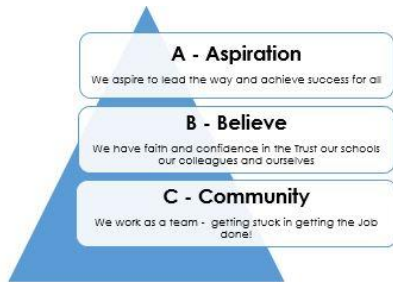 A - Aspiration
We aspire to lead the way and achieve success for all
B - Believe
We have faith and confidence in the Trust our schools
our colleagues and ourselves
C - Community
We work as a team - getting stuck in getting the Job
done!